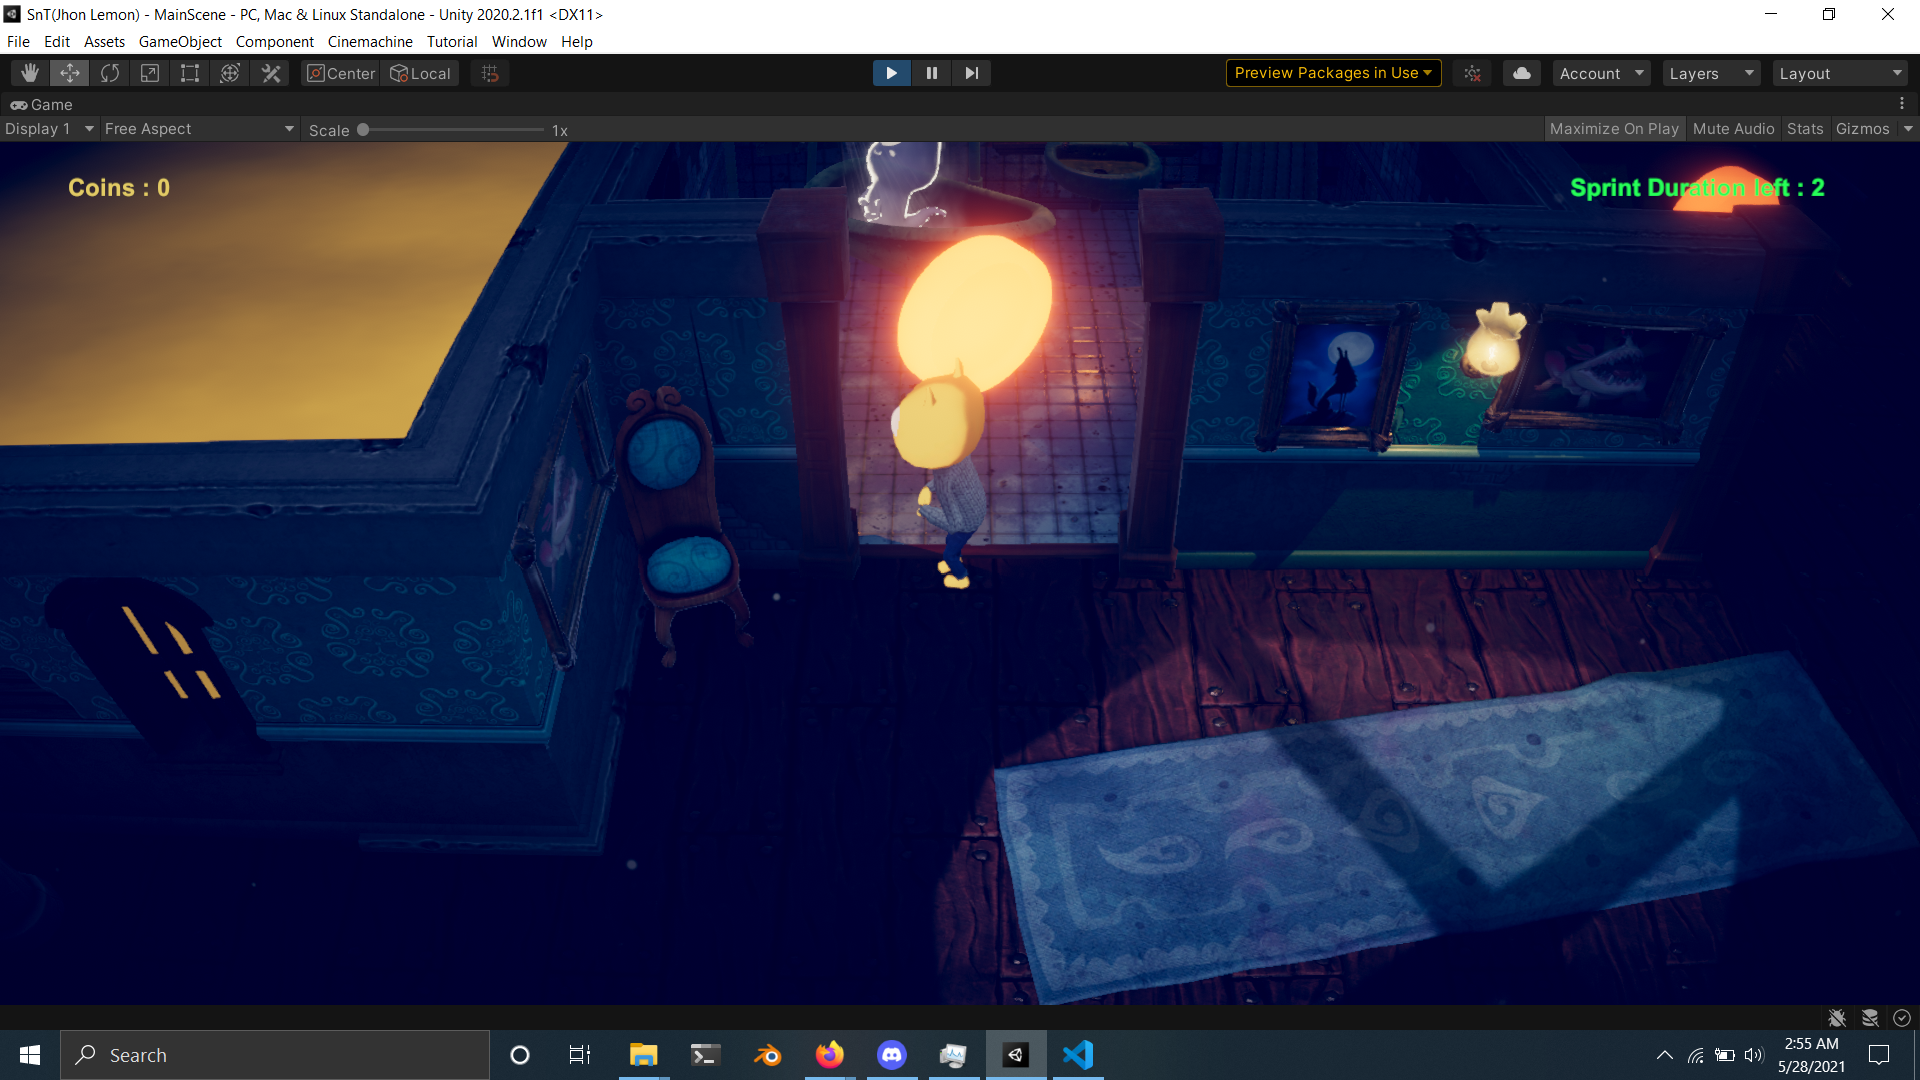 SnT(Jhon Lemon) - MainScene - PC, Mac & Linux Standalone - Unity 2020.2.1f1 <DX11>
File Edit Assets GameObject Component Cinemachine Tutorial Window Help
Center Local Preview Packages in Use Account Layers Layout
Game
Display 1 Free Aspect Scale 1x Maximize On Play Mute Audio Stats Gizmos
Coins : 0
Sprint Duration left : 2
Search
2:55 AM
5/28/2021